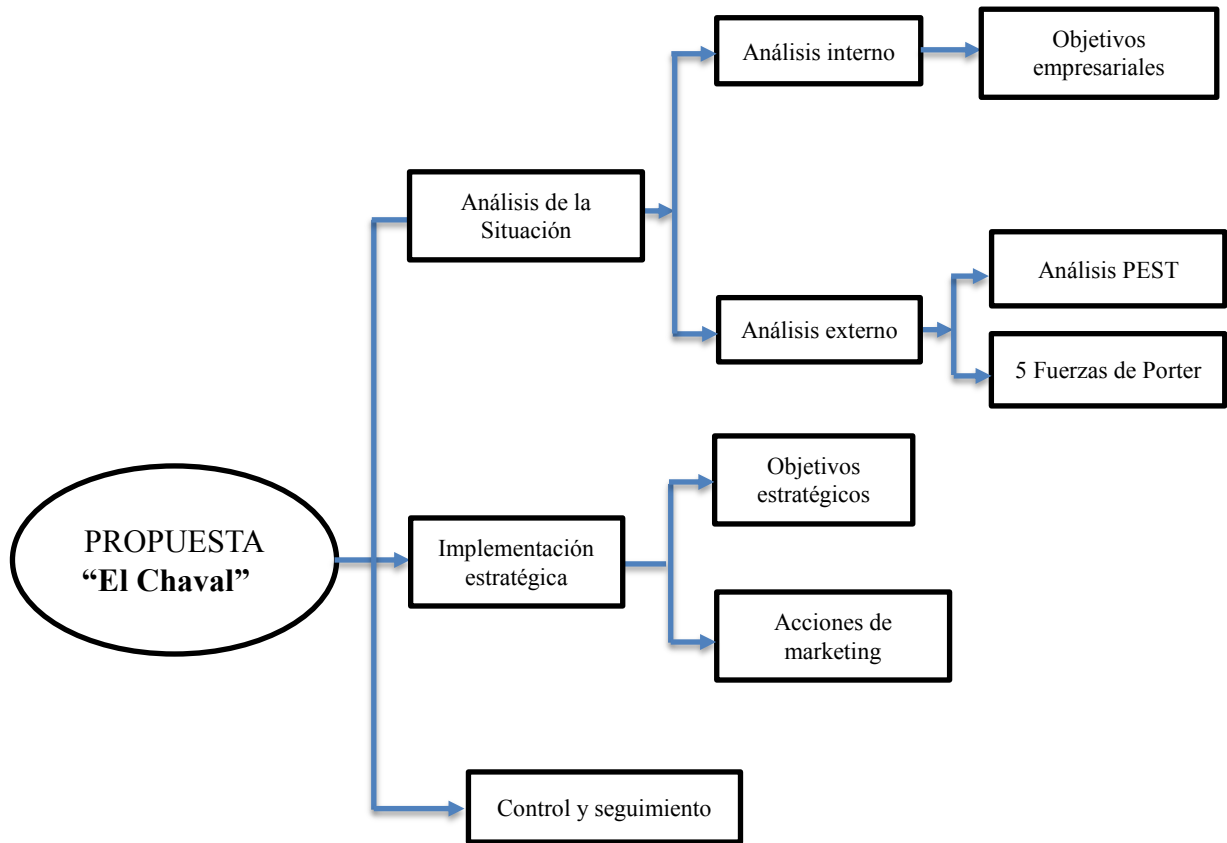 Análisis interno
Objetivos
empresariales
Análisis de la
Situación
Análisis PEST
Análisis externo
5 Fuerzas de Porter
Objetivos
estratégicos
PROPUESTA
“El Chaval”
Implementación
estratégica
Acciones de
marketing
Control y seguimiento